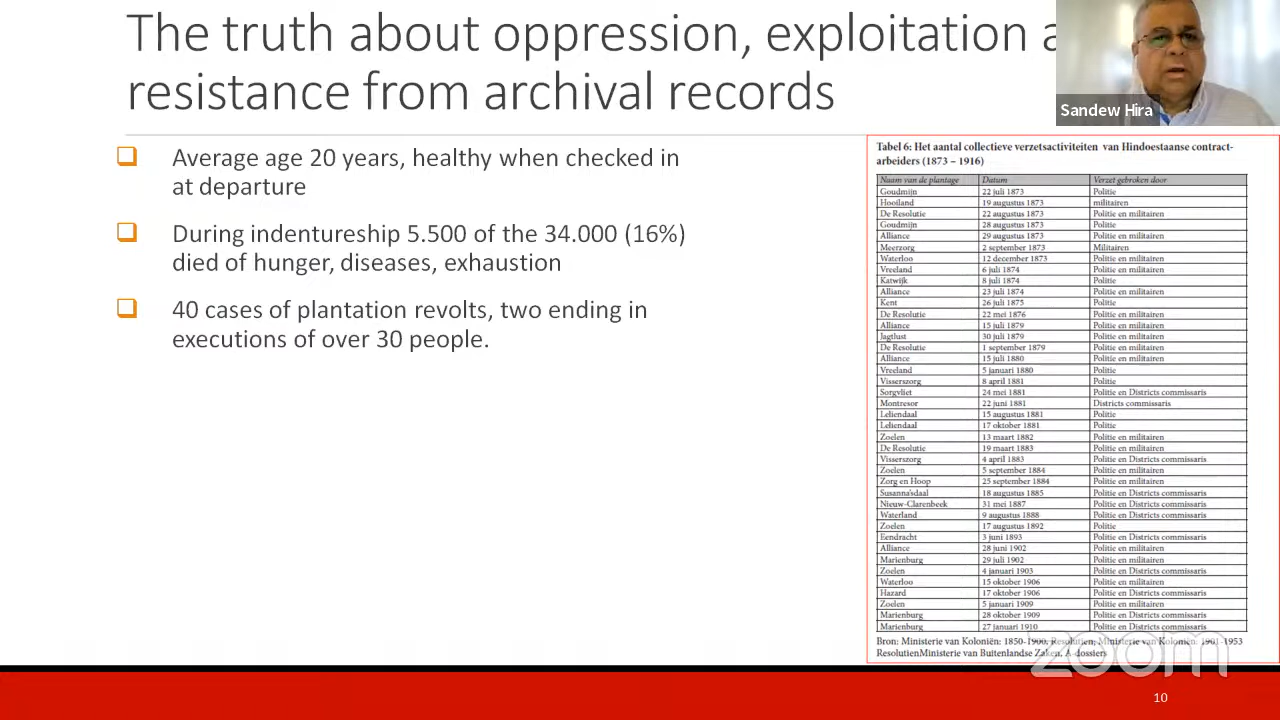 The truth about oppression, exploitation a
resistance from archival records
Sandew Hira
Average age 20 years, healthy when checked in
at departure
During indentureship 5.500 of the 34.000 (16%)
died of hunger, diseases, exhaustion
40 cases of plantation revolts, two ending in
executions of over 30 people.
Tabel 6: Het aantal collectieve verzetsactiviteiten van Hindoestaanse contract-
arbeiders (1873 – 1916)
Naam van de plantage Datum Verzet gebroken door
Goudmijn 22 juli 1873 Politie
Hooiland 19 augustus 1873 militairen
De Resolutie 22 augustus 1873 Politie en militairen
Goudmijn 28 augustus 1873 Politie
Alliance 29 augustus 1873 Politie en militairen
Meerzorg 2 september 1873 Militairen
Waterloo 12 december 1873 Politie en militairen
Vreeland 6 juli 1874 Politie en militairen
Katwijk 8 juli 1874 Politie
Alliance 23 juli 1874 Politie en militairen
Kent 26 juli 1875 Politie
De Resolutie 22 mei 1876 Politie en militairen
Alliance 15 juli 1879 Politie en militairen
Jagtlust 30 juli 1879 Politie en militairen
De Resolutie 1 september 1879 Politie en militairen
Alliance 15 juli 1880 Politie en militairen
Vreeland 5 januari 1880 Politie
Visserszorg 8 april 1881 Politie
Sorgvliet 24 mei 1881 Politie en Districts commissaris
Montresor 22 juni 1881 Districts commissaris
Leliendaal 15 augustus 1881 Politie
Leliendaal 17 oktober 1881 Politie
Zoelen 13 maart 1882 Politie en militairen
De Resolutie 19 maart 1883 Politie en militairen
Visserszorg 4 april 1883 Politie en Districts commissaris
Zoelen 5 september 1884 Politie en militairen
Zorg en Hoop 25 september 1884 Politie en militairen
Susanna'sdaal 18 augustus 1885 Politie en Districts commissaris
Nieuw-Clarenbeek 31 mei 1887 Politie en Districts commissaris
Waterland 9 augustus 1888 Politie en Districts commissaris
Zoelen 17 augustus 1892 Politie
Eendracht 3 juni 1893 Politie en Districts commissaris
Alliance 28 juni 1902 Politie en militairen
Marienburg 29 juli 1902 Politie en militairen
Zoelen 4 januari 1903 Politie en Districts commissaris
Waterloo 15 oktober 1906 Politie en militairen
Hazard 17 oktober 1906 Politie en Districts commissaris
Zoelen 5 januari 1909 Politie en militairen
Marienburg 28 oktober 1909 Politie en Districts commissaris
Marienburg 27 januari 1910 Politie en Districts commissaris
Bron: Ministerie van Koloniën: 1850-1900, Resolutien, Ministerie van Koloniën: 1901-1953
ResolutienMinisterie van Buitenlandse Zaken, A-dossiers
zoom
10